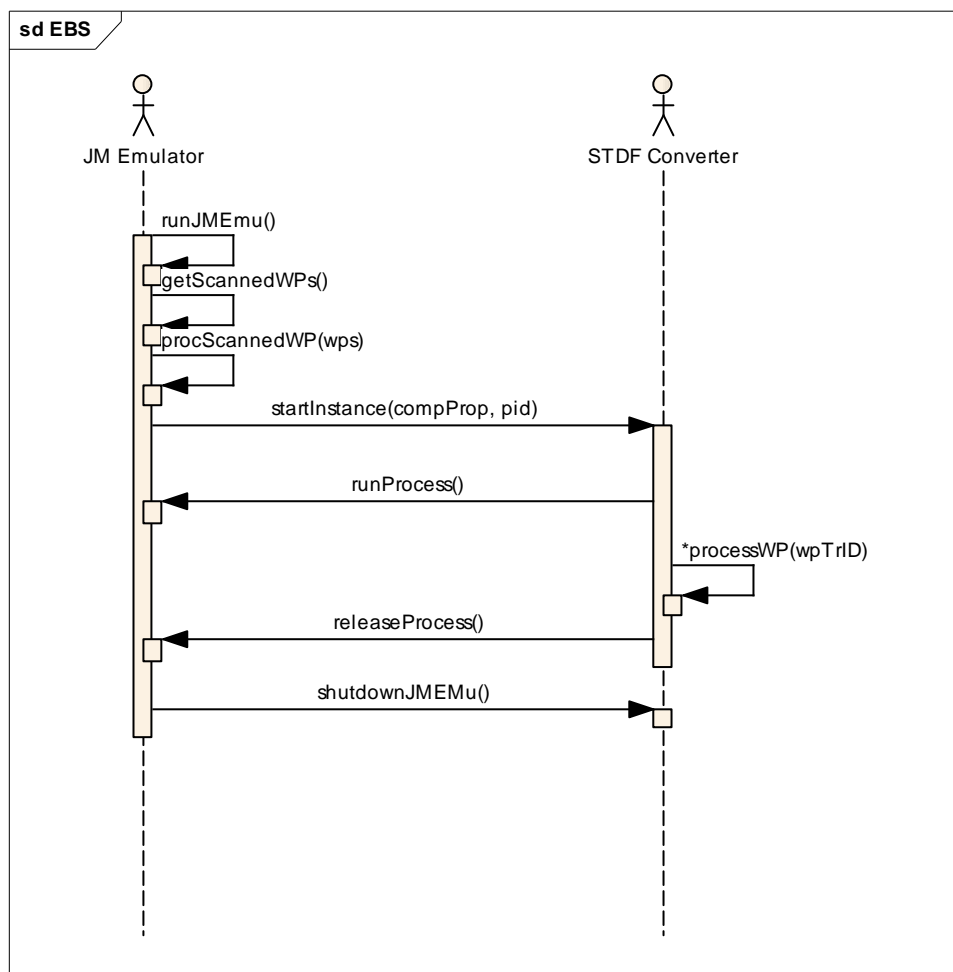 sd EBS
JM Emulator
STDF Converter
runJMEmu()
getScannedWPs()
procScannedWP(wps)
startInstance(compProp, pid)
runProcess()
*processWP(wpTrID)
releaseProcess()
shutdownJMEMu()